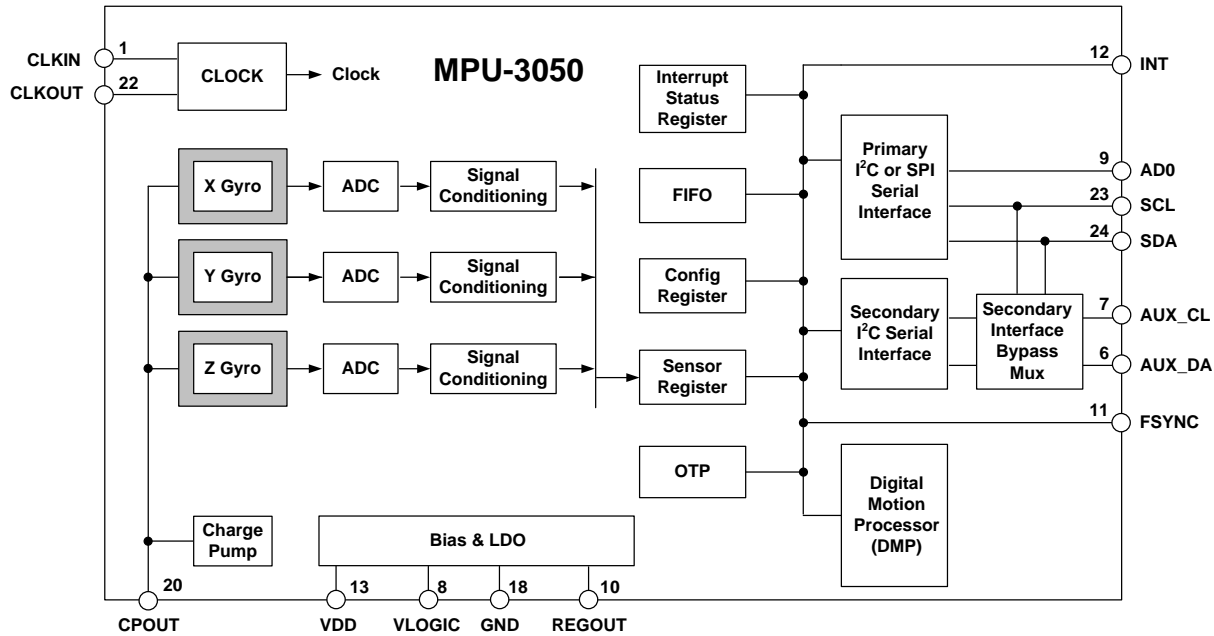 1
CLKIN
22
CLKOUT
CLOCK
Clock
MPU-3050
Interrupt
Status
Register
12
INT
Primary
I²C or SPI
Serial
Interface
9
AD0
23
SCL
24
SDA
X Gyro
ADC
Signal
Conditioning
FIFO
Y Gyro
ADC
Signal
Conditioning
Config
Register
Secondary
I²C Serial
Interface
Secondary
Interface
Bypass
Mux
7
AUX_CL
6
AUX_DA
Z Gyro
ADC
Signal
Conditioning
Sensor
Register
11
FSYNC
OTP
Digital
Motion
Processor
(DMP)
Charge
Pump
Bias & LDO
20
13
8
18
10
CPOUT
VDD
VLOGIC
GND
REGOUT